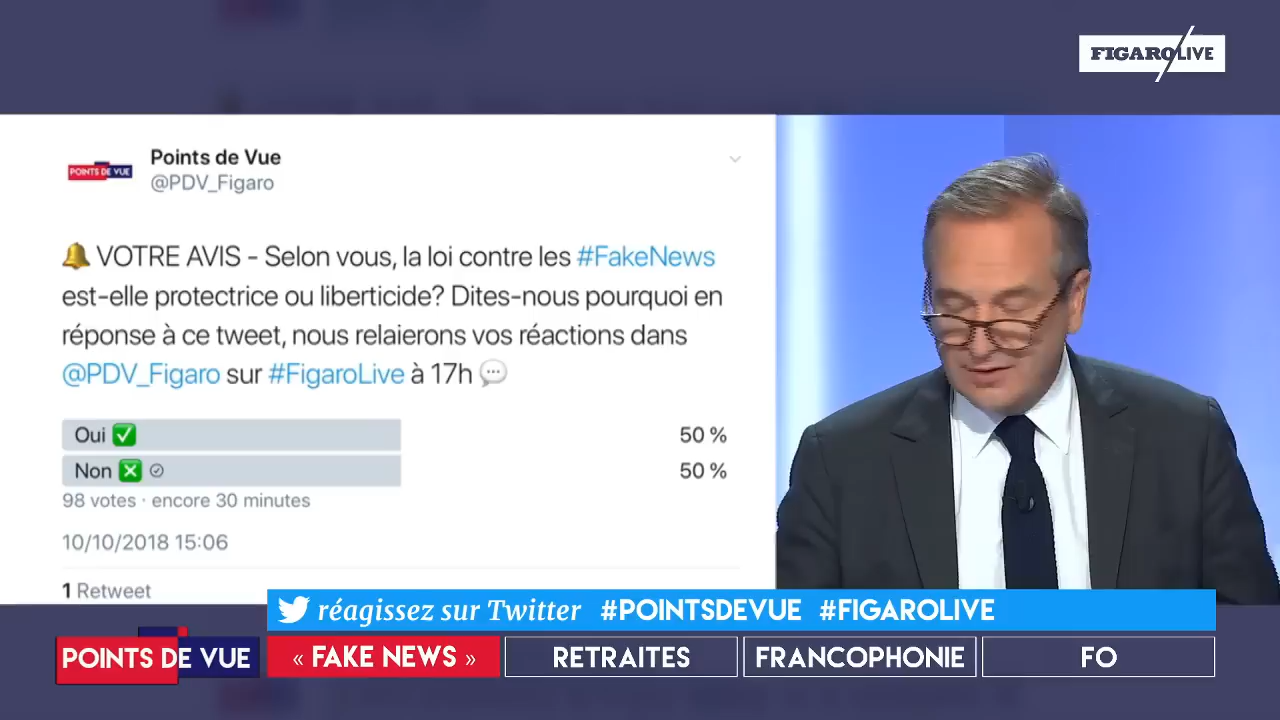 FIGAROLIVE
POINTS DE VUE
Points de Vue
@PDV_Figaro
🔔 VOTRE AVIS - Selon vous, la loi contre les #FakeNews
est-elle protectrice ou liberticide? Dites-nous pourquoi en
réponse à ce tweet, nous relaierons vos réactions dans
@PDV_Figaro sur #FigaroLive à 17h 💬
Oui ✅ 50 %
Non ❎ 50 %
98 votes · encore 30 minutes
10/10/2018 15:06
1 Retweet
réagissez sur Twitter #POINTSDEVUE #FIGAROLIVE
POINTS DE VUE « FAKE NEWS » RETRAITES FRANCOPHONIE FO